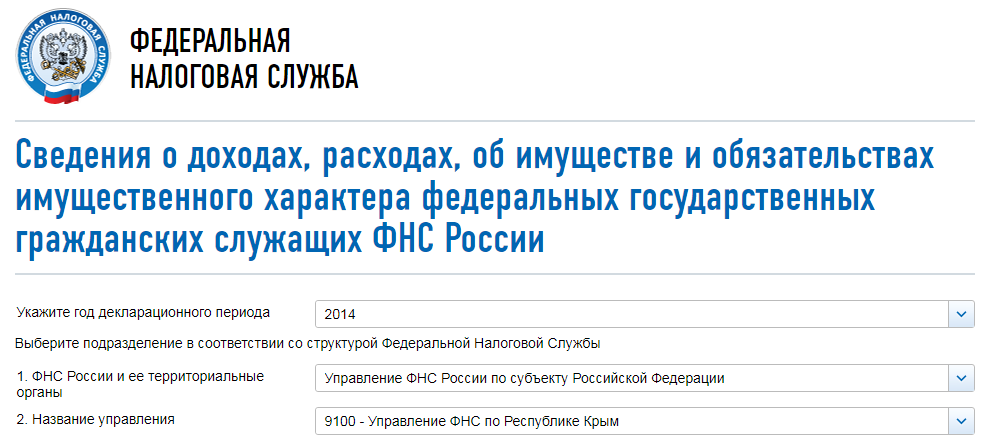 ФЕДЕРАЛЬНАЯ НАЛОГОВАЯ СЛУЖБА
ФЕДЕРАЛЬНАЯ
НАЛОГОВАЯ СЛУЖБА
Сведения о доходах, расходах, об имуществе и обязательствах
имущественного характера федеральных государственных
гражданских служащих ФНС России
Укажите год декларационного периода
2014
Выберите подразделение в соответствии со структурой Федеральной Налоговой Службы
1. ФНС России и ее территориальные
органы
Управление ФНС России по субъекту Российской Федерации
2. Название управления
9100 - Управление ФНС по Республике Крым